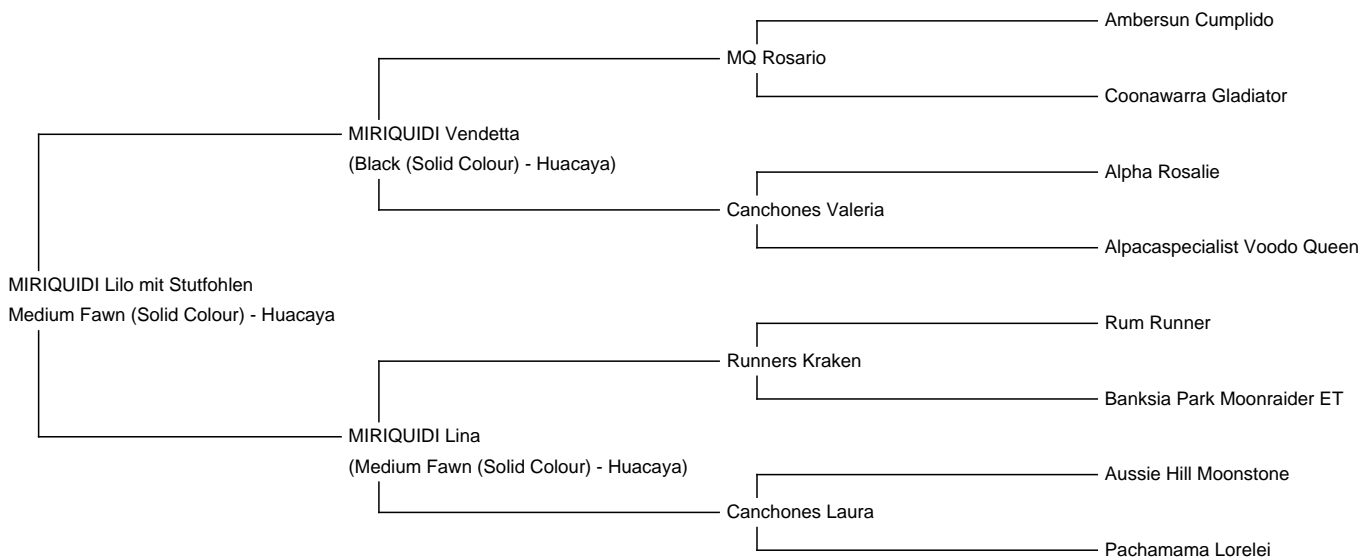 Ambersun Cumplido
MQ Rosario
Coonawarra Gladiator
MIRIQUIDI Vendetta
(Black (Solid Colour) - Huacaya)
Alpha Rosalie
Canchones Valeria
Alpacaspecialist Voodo Queen
MIRIQUIDI Lilo mit Stutfohlen
Medium Fawn (Solid Colour) - Huacaya
Rum Runner
Runners Kraken
Banksia Park Moonraider ET
MIRIQUIDI Lina
(Medium Fawn (Solid Colour) - Huacaya)
Aussie Hill Moonstone
Canchones Laura
Pachamama Lorelei